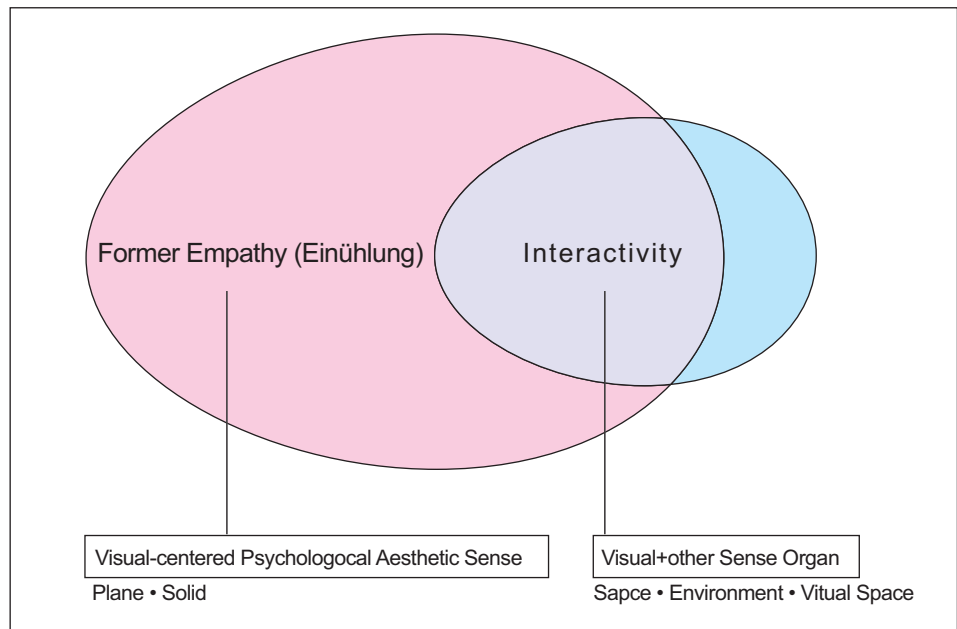 Former Empathy (Einühlung)
Interactivity
Visual-centered Psychologocal Aesthetic Sense
Plane • Solid
Visual+other Sense Organ
Sapce • Environment • Vitual Space